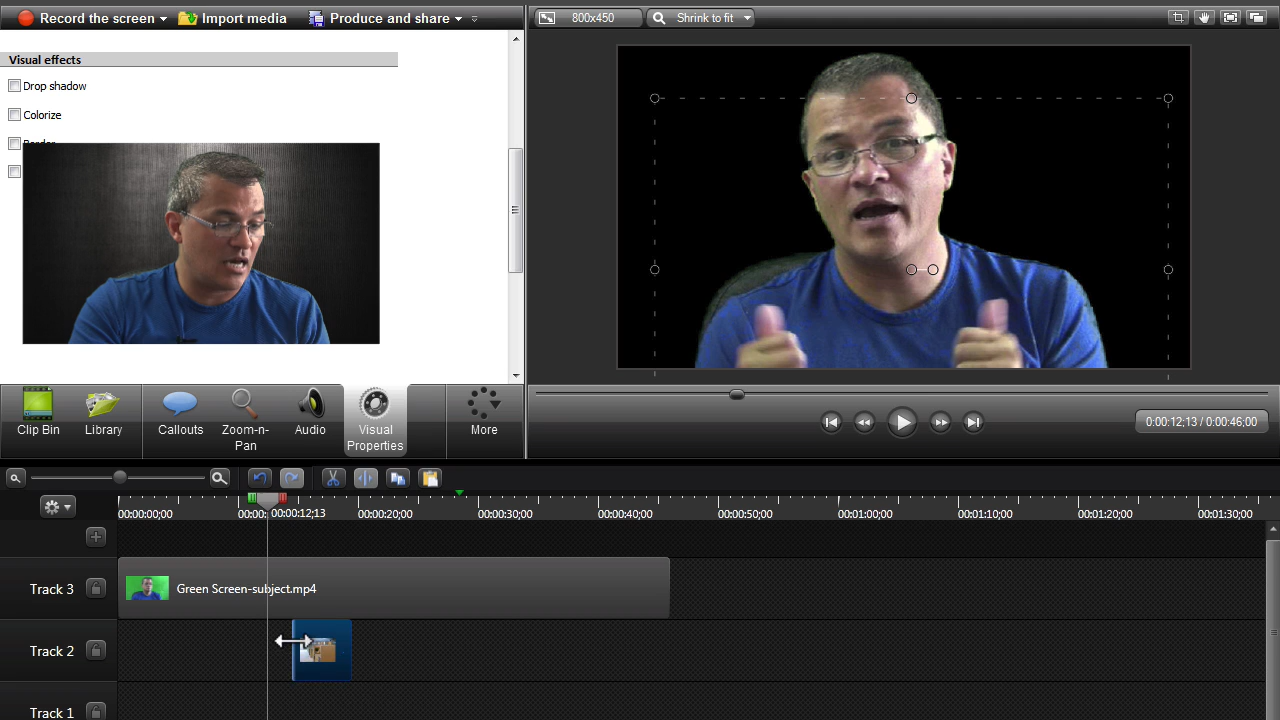 Record the screen Import media Produce and share
800x450 Shrink to fit
Visual effects
Drop shadow
Colorize
Clip Bin Library Callouts Zoom-n-Pan Audio Visual Properties More
0:00:12;13 / 0:00:46;00
00:00:00;00 00:00:12;13 00:00:20;00 00:00:30;00 00:00:40;00 00:00:50;00 00:01:00;00 00:01:10;00 00:01:20;00 00:01:30;00
Track 3 Green Screen-subject.mp4
Track 2
Track 1